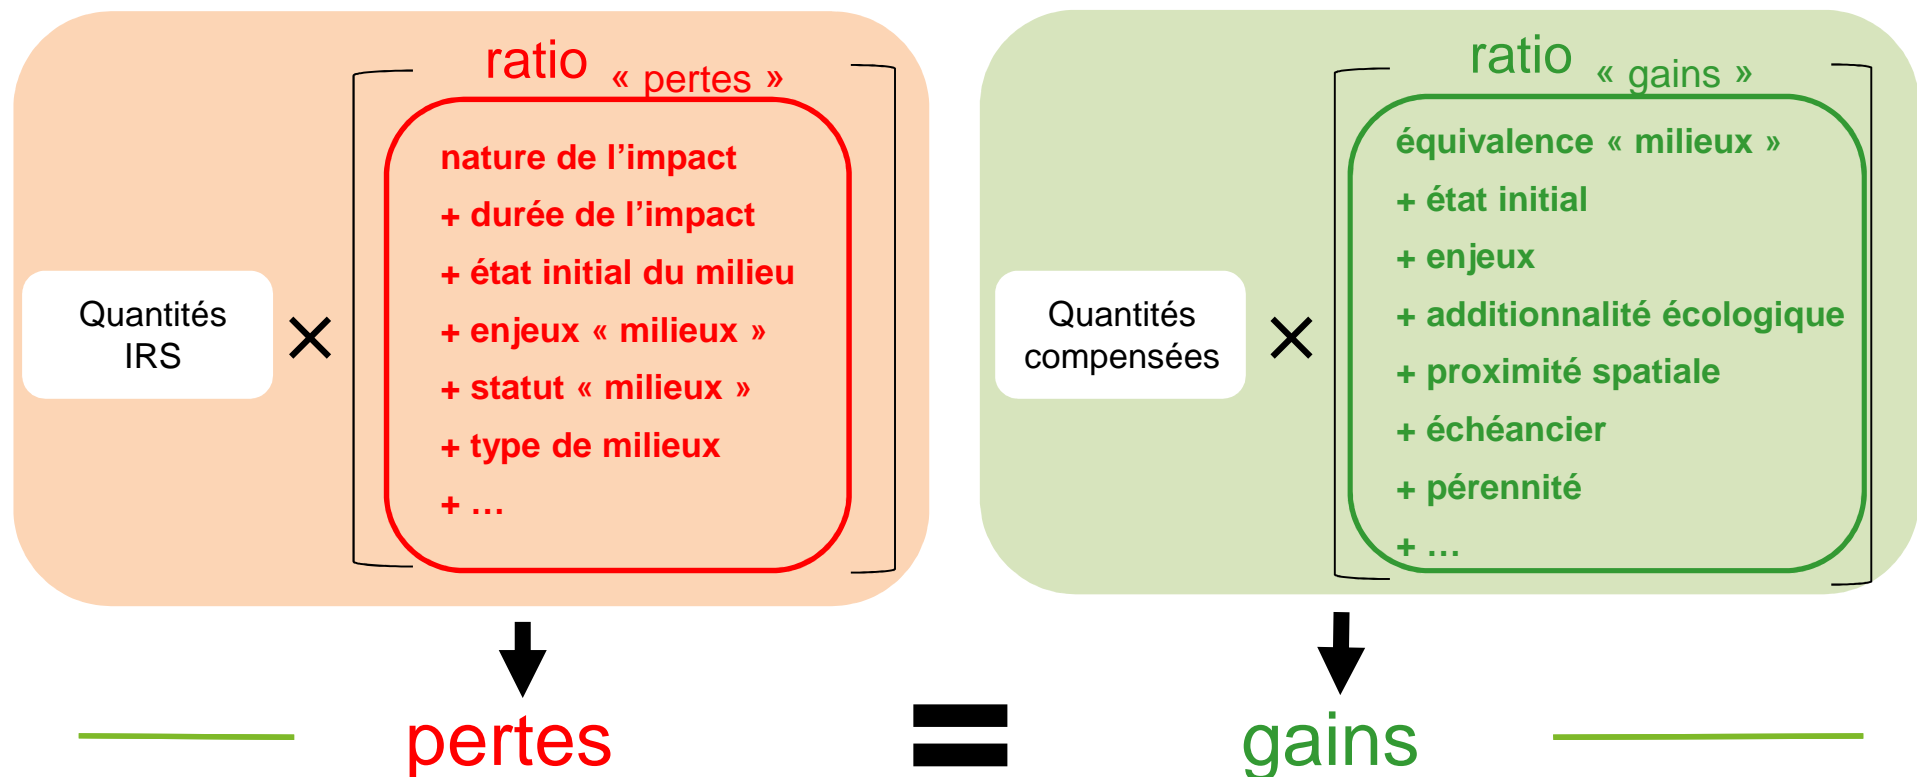 ratio « pertes »
nature de l’impact
+ durée de l’impact
+ état initial du milieu
+ enjeux « milieux »
+ statut « milieux »
+ type de milieux
+ …
Quantités
IRS
×
pertes
=
ratio « gains »
équivalence « milieux »
+ état initial
+ enjeux
+ additionnalité écologique
+ proximité spatiale
+ échéancier
+ pérennité
+ …
Quantités
compensées
×
gains